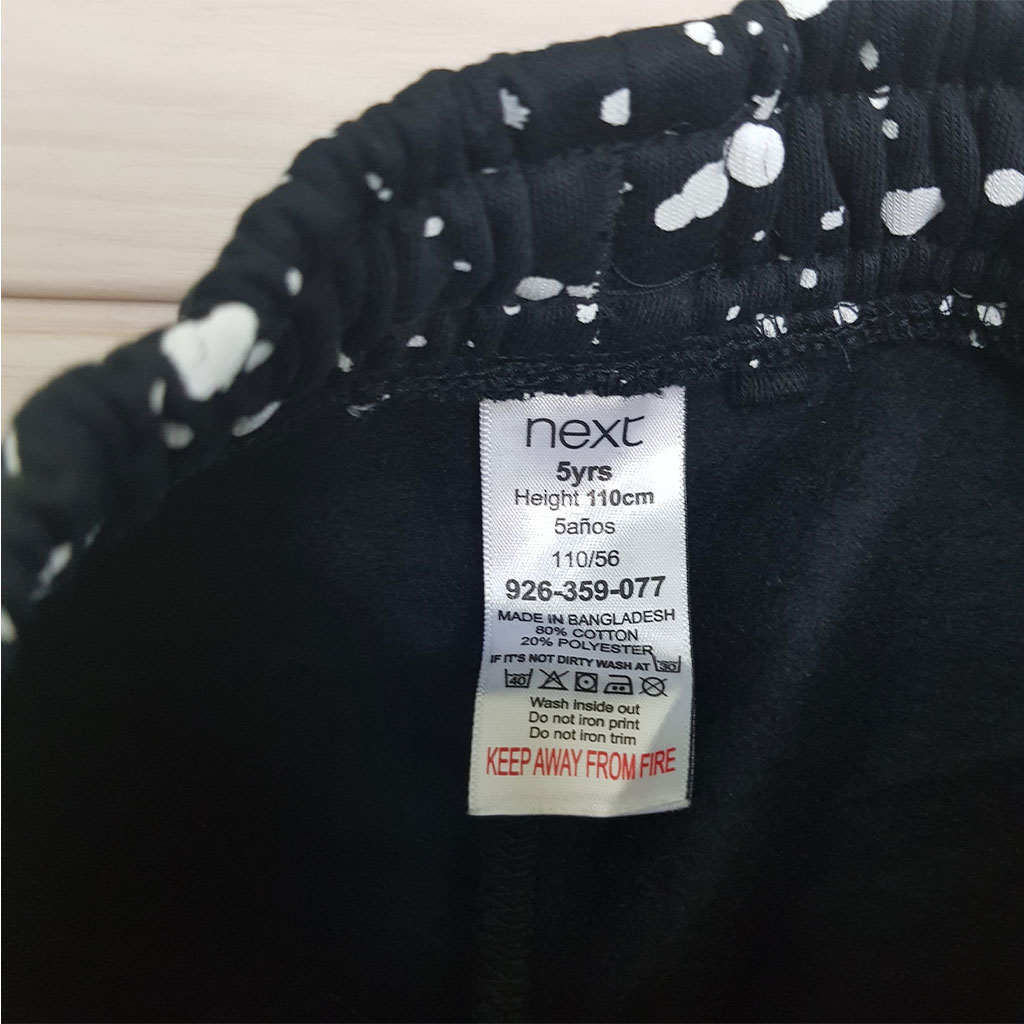 next
5yrs
Height 110cm
5años
110/56
926-359-077
MADE IN BANGLADESH
80% COTTON
20% POLYESTER
IF IT'S NOT DIRTY WASH AT 30
40
Wash inside out
Do not iron print
Do not iron trim
KEEP AWAY FROM FIRE